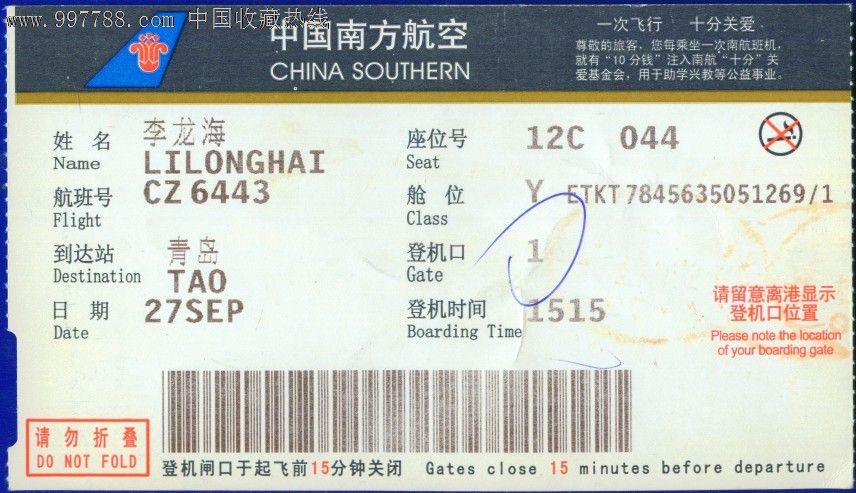 www.997788.com 中国收藏热线
中国南方航空
CHINA SOUTHERN
一次飞行 十分关爱
尊敬的旅客，您每乘坐一次南航班机，
就有“10分钱”注入南航“十分”关
爱基金会，用于助学兴教等公益事业。
姓 名 李龙海
Name LILONGHAI
航班号 CZ 6443
Flight
到达站 青岛
Destination TAO
日 期 27SEP
Date
座位号 12C 044
Seat
舱 位 Y ETKT7845635051269/1
Class
登机口 1
Gate
登机时间 1515
Boarding Time
请留意离港显示
登机口位置
Please note the location
of your boarding gate
请勿折叠
DO NOT FOLD
登机闸口于起飞前15分钟关闭 Gates close 15 minutes before departure